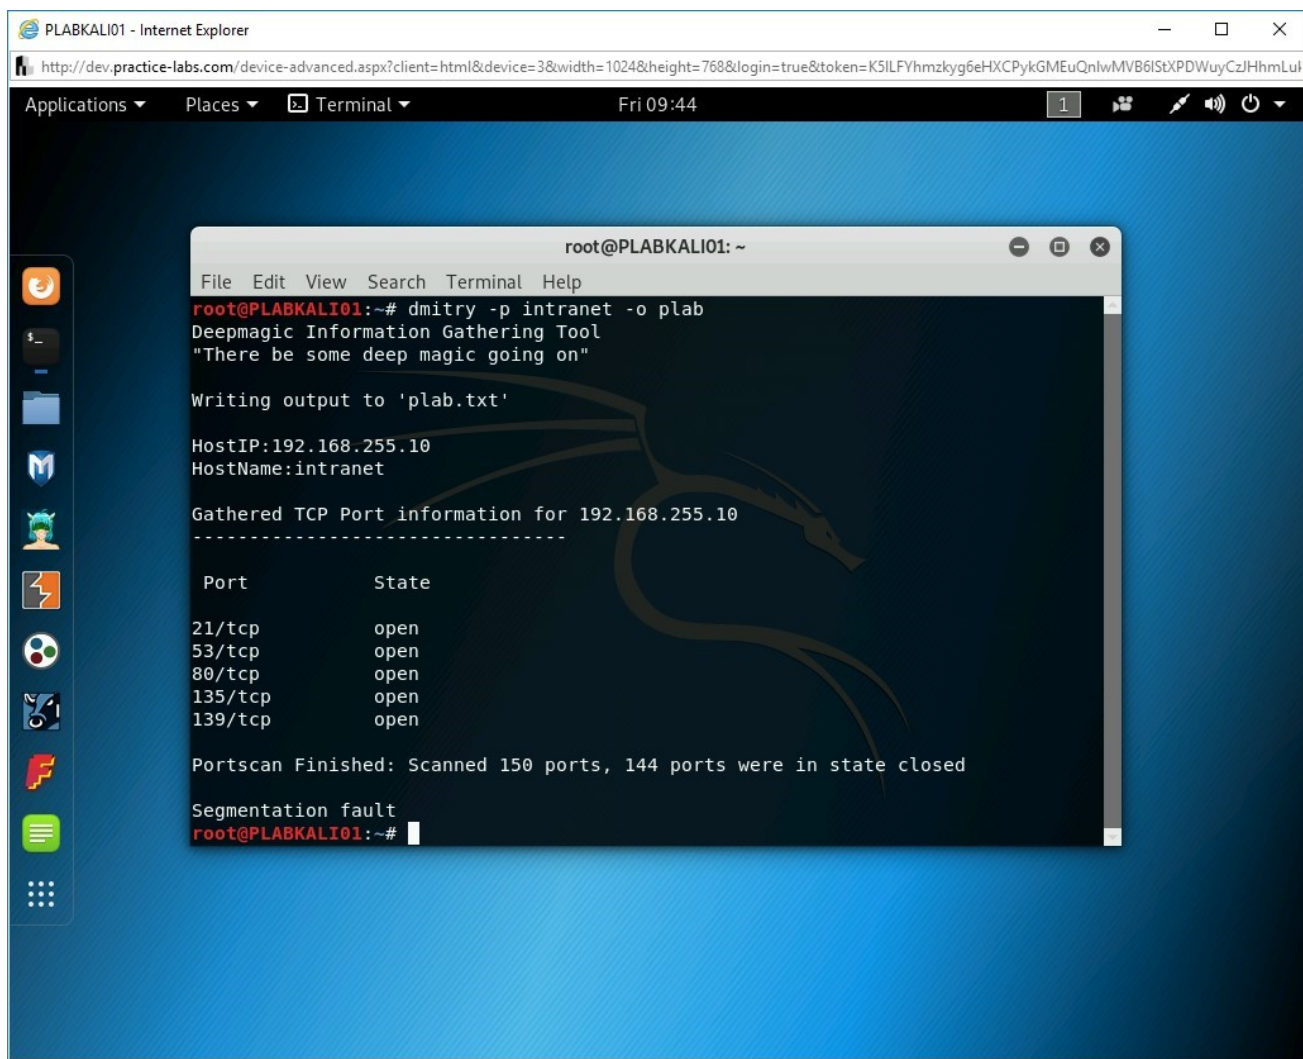 PLABKALI01 - Internet Explorer
http://dev.practice-labs.com/device-advanced.aspx?client=html&device=3&width=1024&height=768&login=true&token=
Applications Places Terminal Fri 09:44 1
root@PLABKALI01: ~
File Edit View Search Terminal Help
root@PLABKALI01:~# dmitry -p intranet -o plab
Deepmagic Information Gathering Tool
"There be some deep magic going on"
Writing output to 'plab.txt'
HostIP:192.168.255.10
HostName:intranet
Gathered TCP Port information for 192.168.255.10
---------------------------------
Port State
21/tcp open
53/tcp open
80/tcp open
135/tcp open
139/tcp open
Portscan Finished: Scanned 150 ports, 144 ports were in state closed
Segmentation fault
root@PLABKALI01:~#